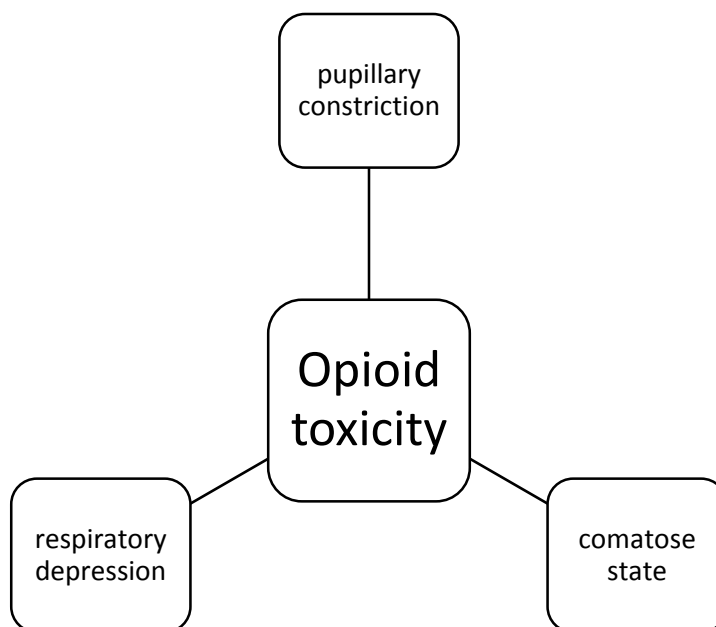 pupillary
constriction
Opioid
toxicity
respiratory
depression
comatose
state